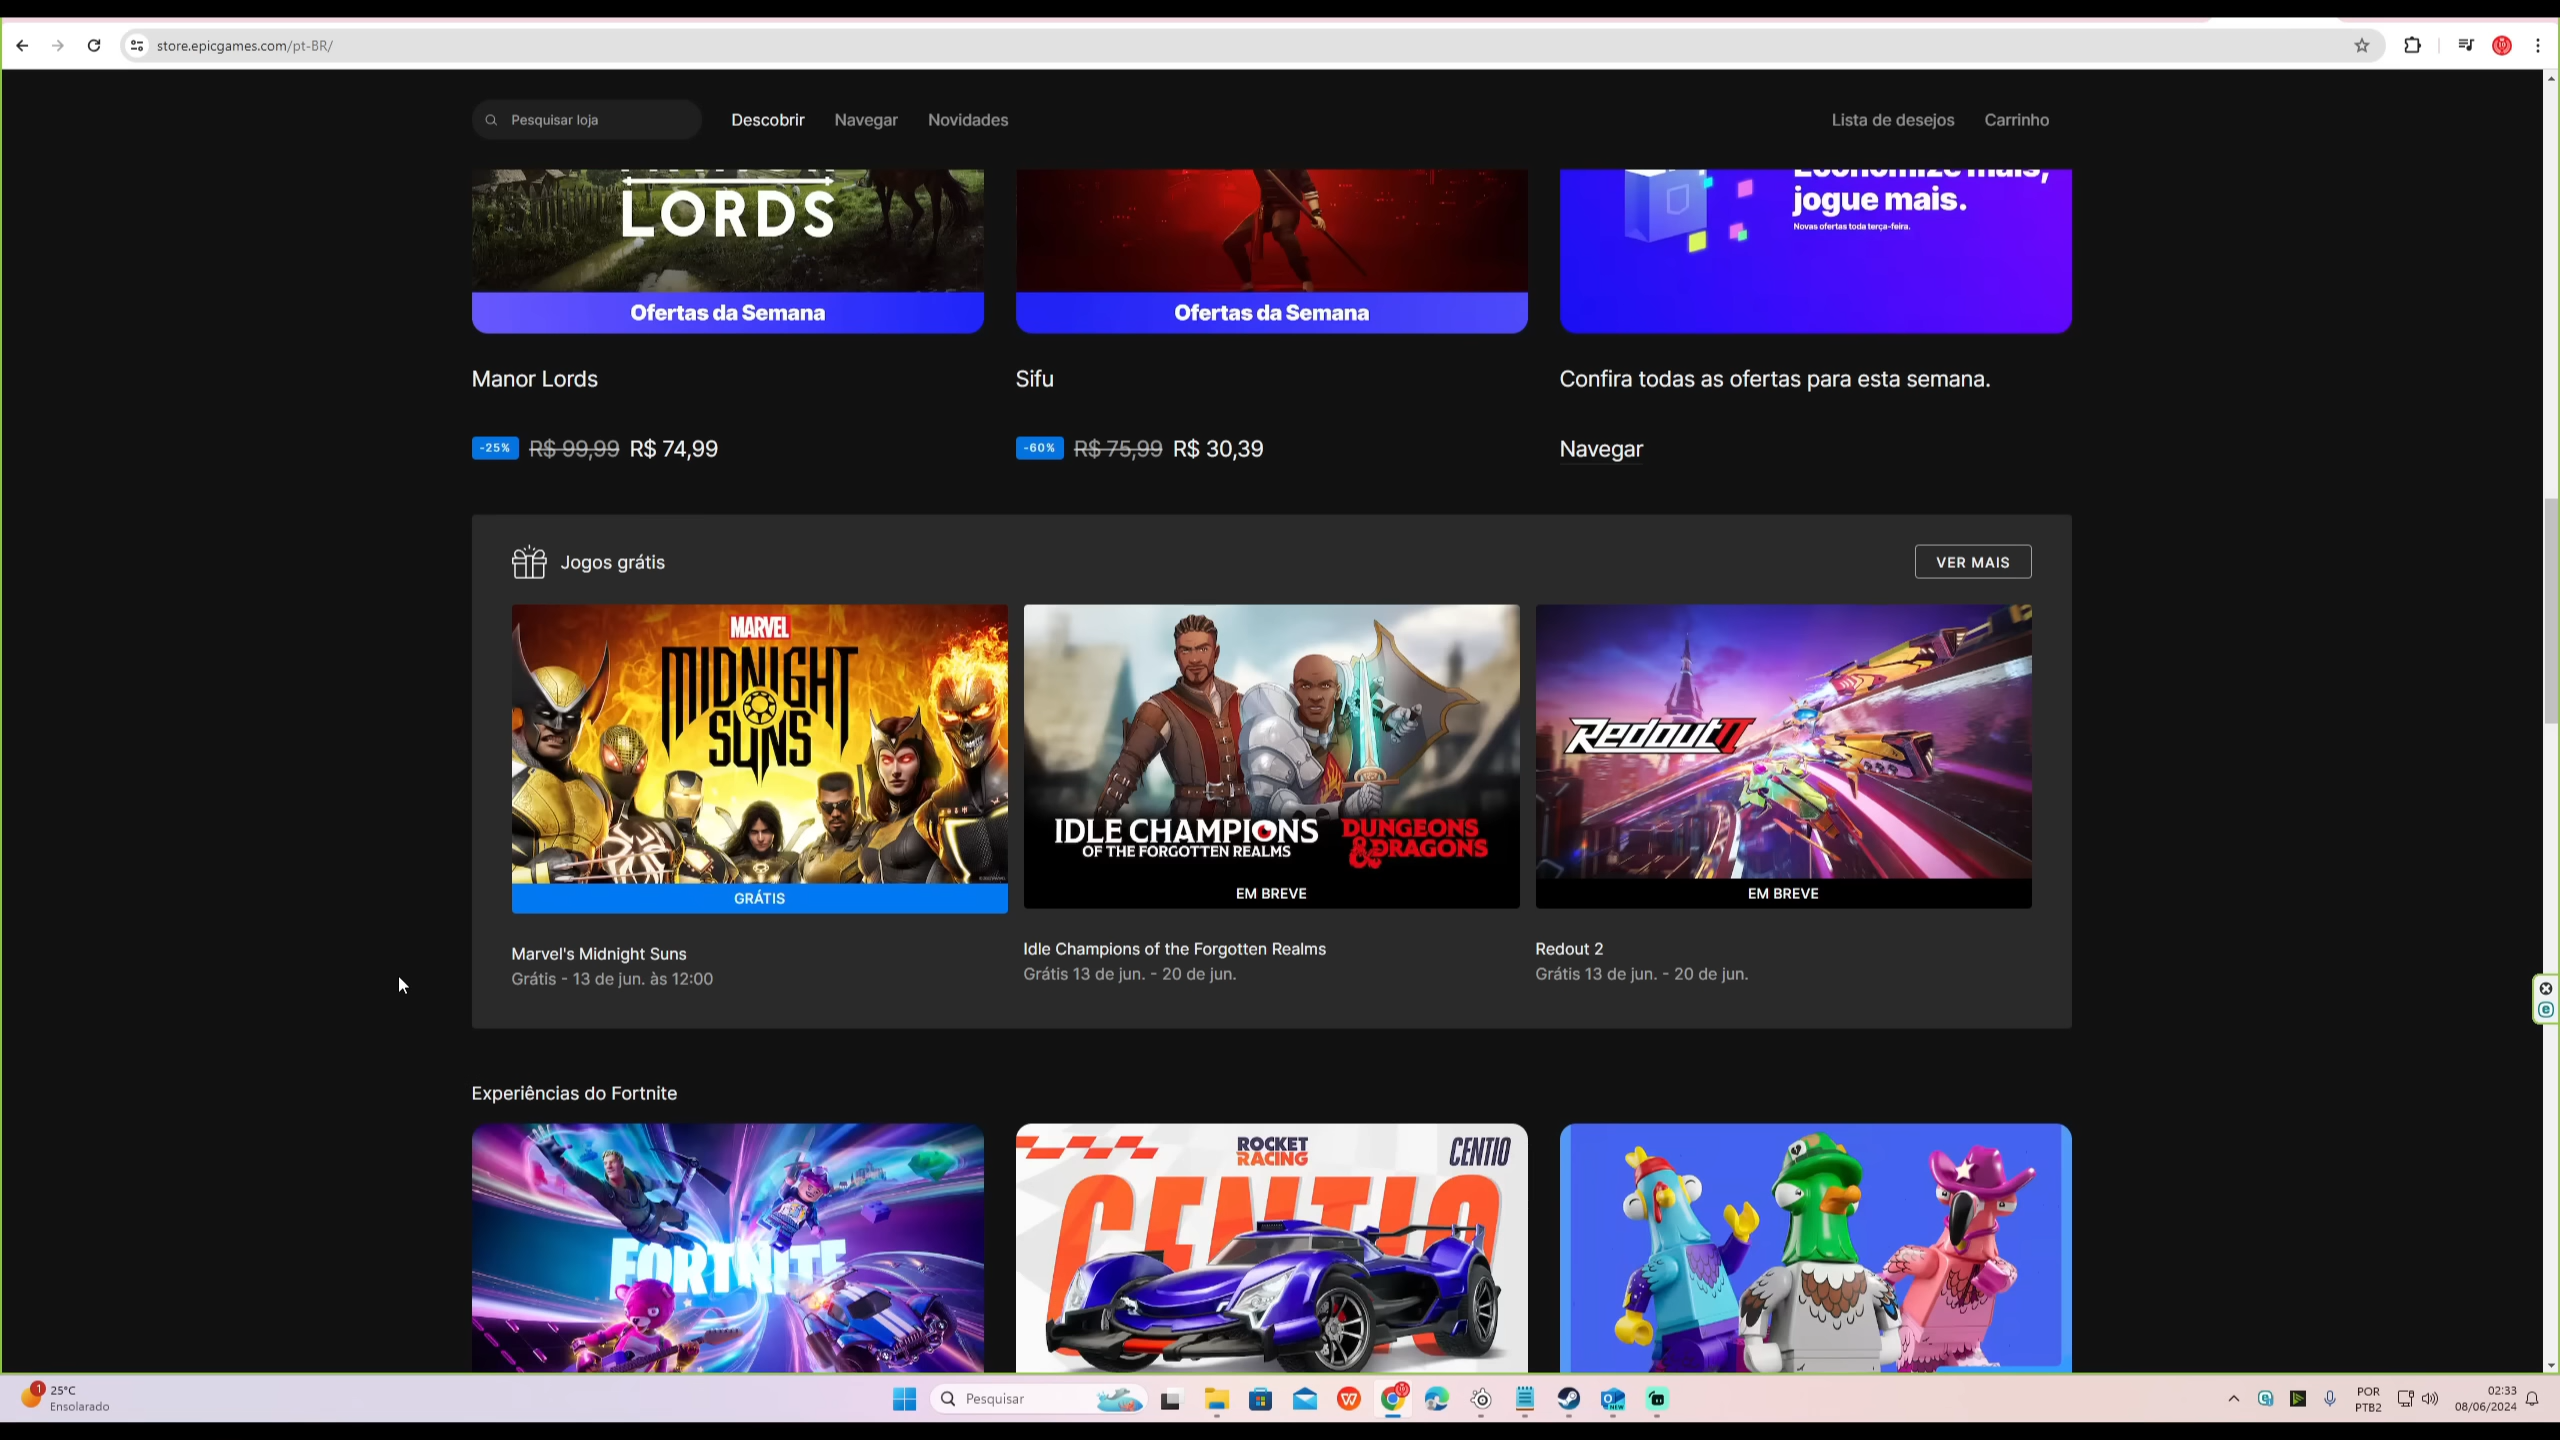 store.epicgames.com/pt-BR/
Pesquisar loja
Descobrir
Navegar
Novidades
Lista de desejos
Carrinho
LORDS
Ofertas da Semana
Ofertas da Semana
Economize mais,
jogue mais.
Novas ofertas toda terça-feira.
Manor Lords
Sifu
Confira todas as ofertas para esta semana.
-25% R$ 99,99 R$ 74,99
-60% R$ 75,99 R$ 30,39
Navegar
Jogos grátis
VER MAIS
MARVEL
MIDNIGHT
SUNS
GRÁTIS
IDLE CHAMPIONS
OF THE FORGOTTEN REALMS
DUNGEONS
& DRAGONS
EM BREVE
Redout II
EM BREVE
Marvel's Midnight Suns
Grátis - 13 de jun. às 12:00
Idle Champions of the Forgotten Realms
Grátis 13 de jun. - 20 de jun.
Redout 2
Grátis 13 de jun. - 20 de jun.
Experiências do Fortnite
FORTNITE
ROCKET
RACING
CENTIO
CENTIO
1
25°C
Ensolarado
Pesquisar
NEW
POR
PTB2
02:33
08/06/2024